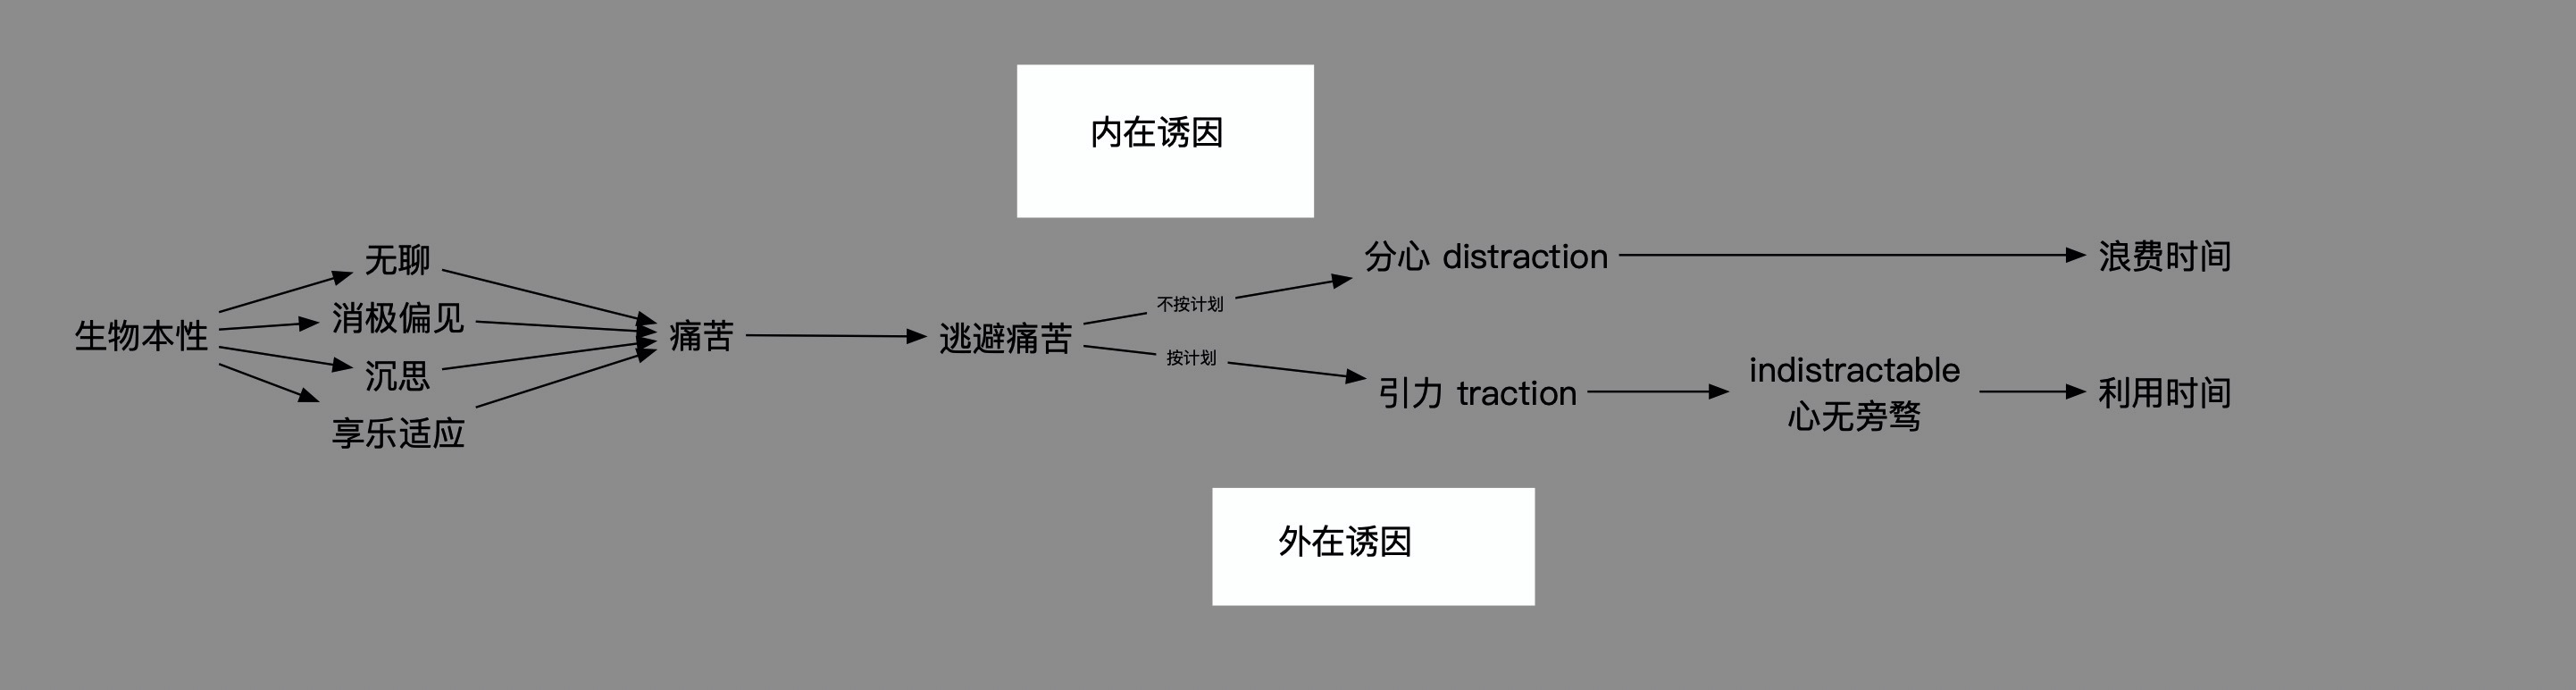 内在诱因
无聊
消极偏见
生物本性
沉思
享乐适应
痛苦
逃避痛苦
不按计划
按计划
分心 distraction
浪费时间
引力 traction
indistractable
心无旁骛
利用时间
外在诱因